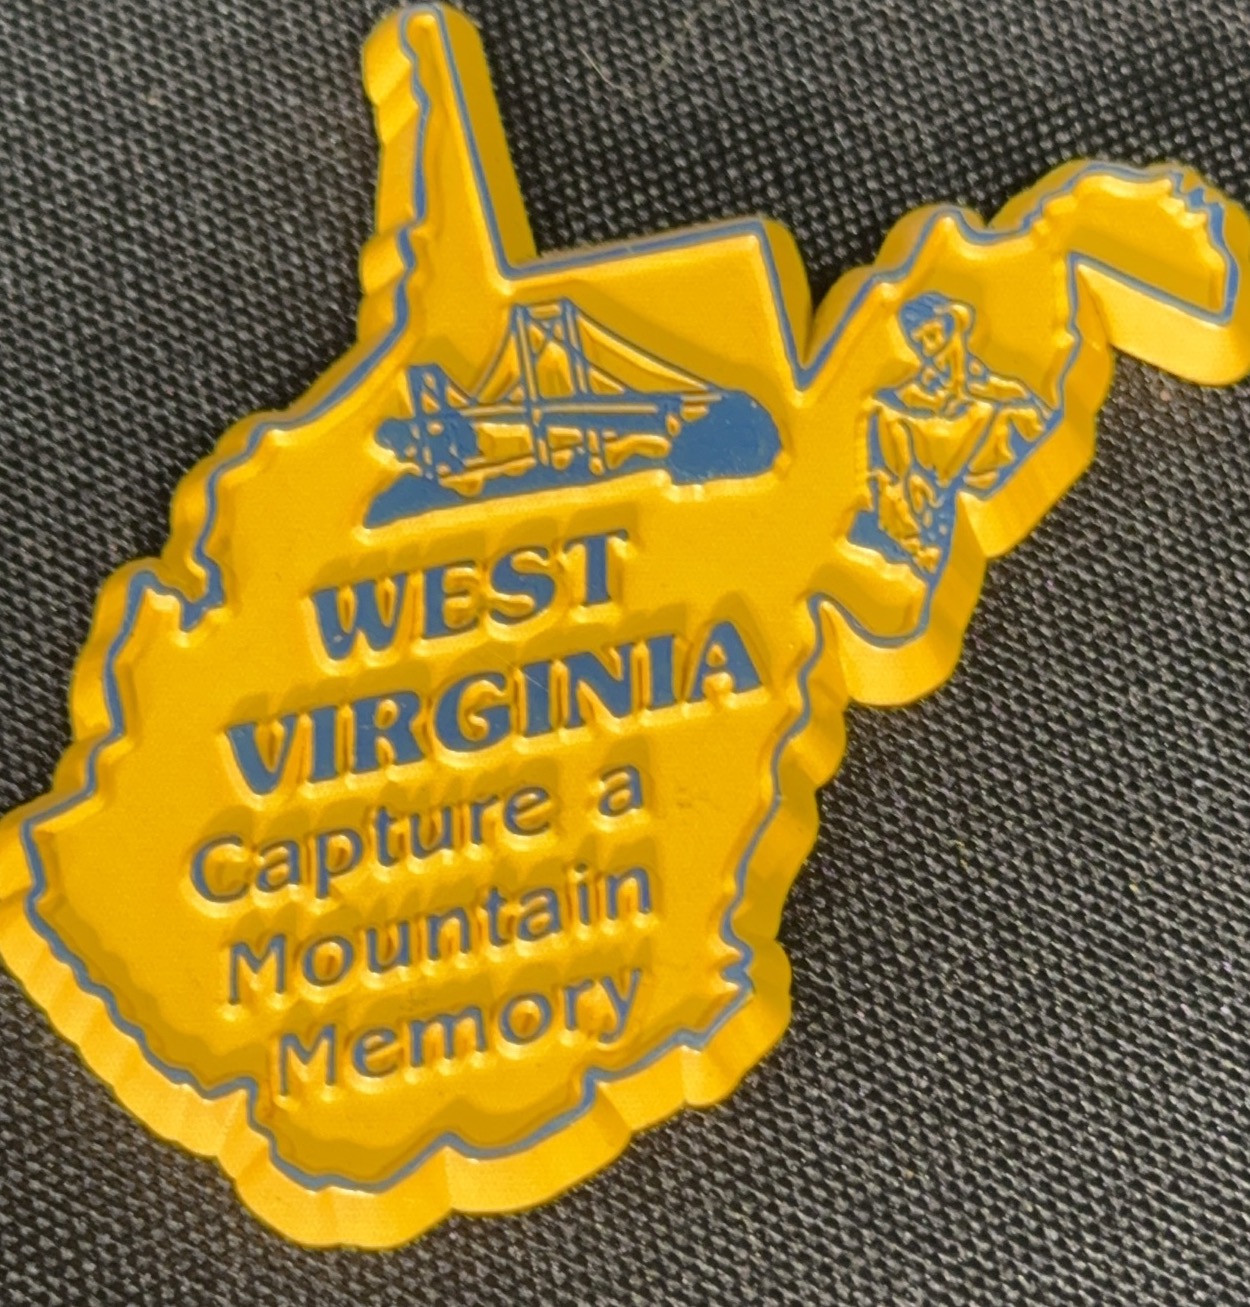 WEST
VIRGINIA
Capture a
Mountain
Memory